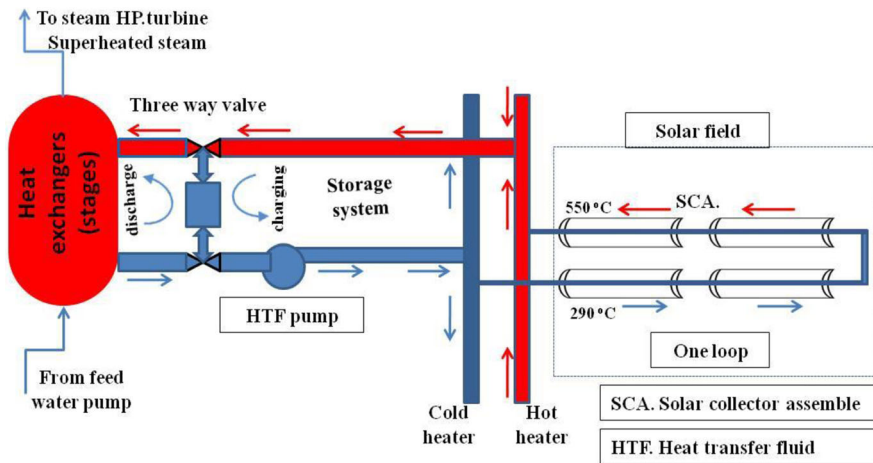 To steam HP.turbine
Superheated steam
Three way valve
Heat
exchangers
(stages)
discharge
charging
Storage
system
HTF pump
From feed
water pump
Cold
heater
Hot
heater
Solar field
550 °C
SCA.
290 °C
One loop
SCA. Solar collector assemble
HTF. Heat transfer fluid